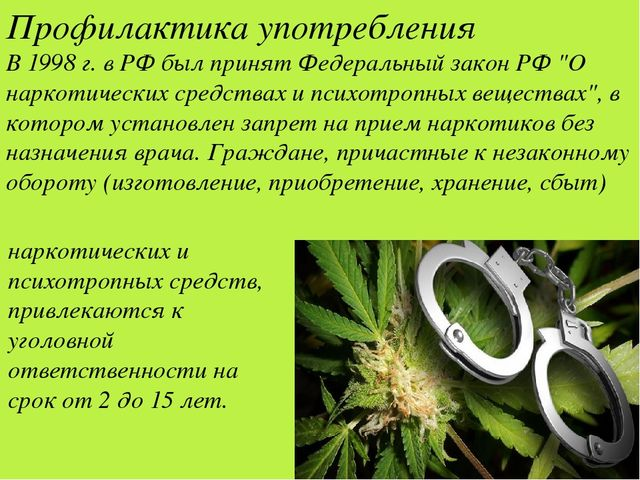 Профилактика употребления
В 1998 г. в РФ был принят Федеральный закон РФ "О
наркотических средствах и психотропных веществах", в
котором установлен запрет на прием наркотиков без
назначения врача. Граждане, причастные к незаконному
обороту (изготовление, приобретение, хранение, сбыт)
наркотических и
психотропных средств,
привлекаются к
уголовной
ответственности на
срок от 2 до 15 лет.